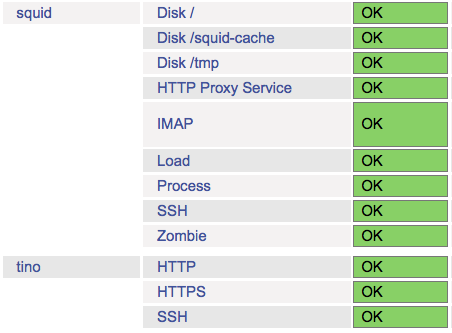 squid Disk / OK
Disk /squid-cache OK
Disk /tmp OK
HTTP Proxy Service OK
IMAP OK
Load OK
Process OK
SSH OK
Zombie OK
tino HTTP OK
HTTPS OK
SSH OK